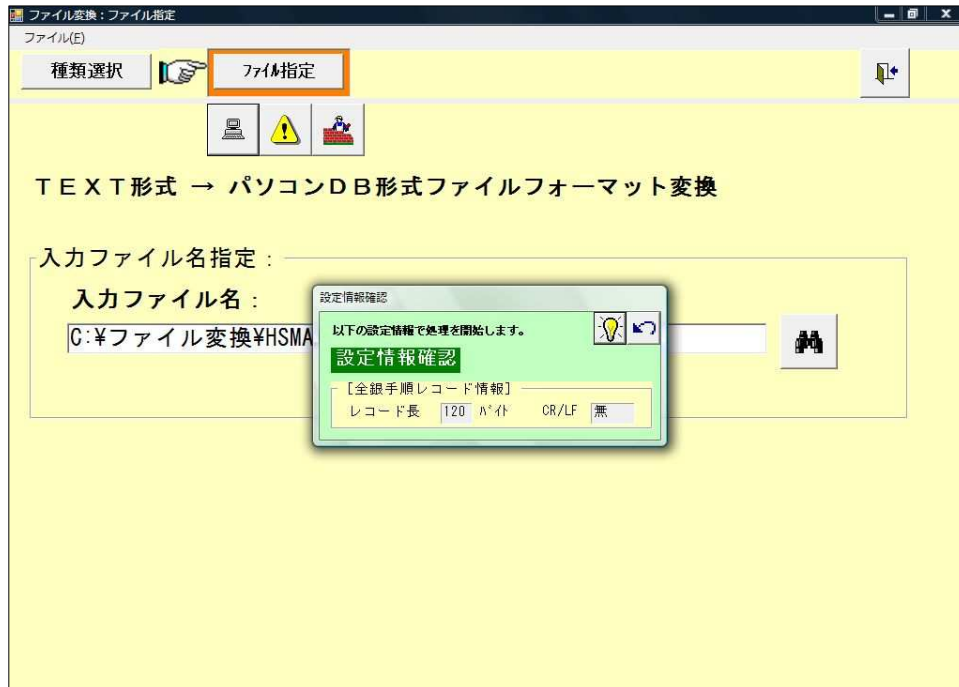 ファイル変換：ファイル指定
ファイル(F)
種類選択
ﾌｧｲﾙ指定
ＴＥＸＴ形式 → パソコンＤＢ形式ファイルフォーマット変換
入力ファイル名指定：
入力ファイル名：
C:¥ファイル変換¥HSMA
設定情報確認
以下の設定情報で処理を開始します。
設定情報確認
[全銀手順レコード情報]
レコード長 120 ﾊﾞｲﾄ CR/LF 無